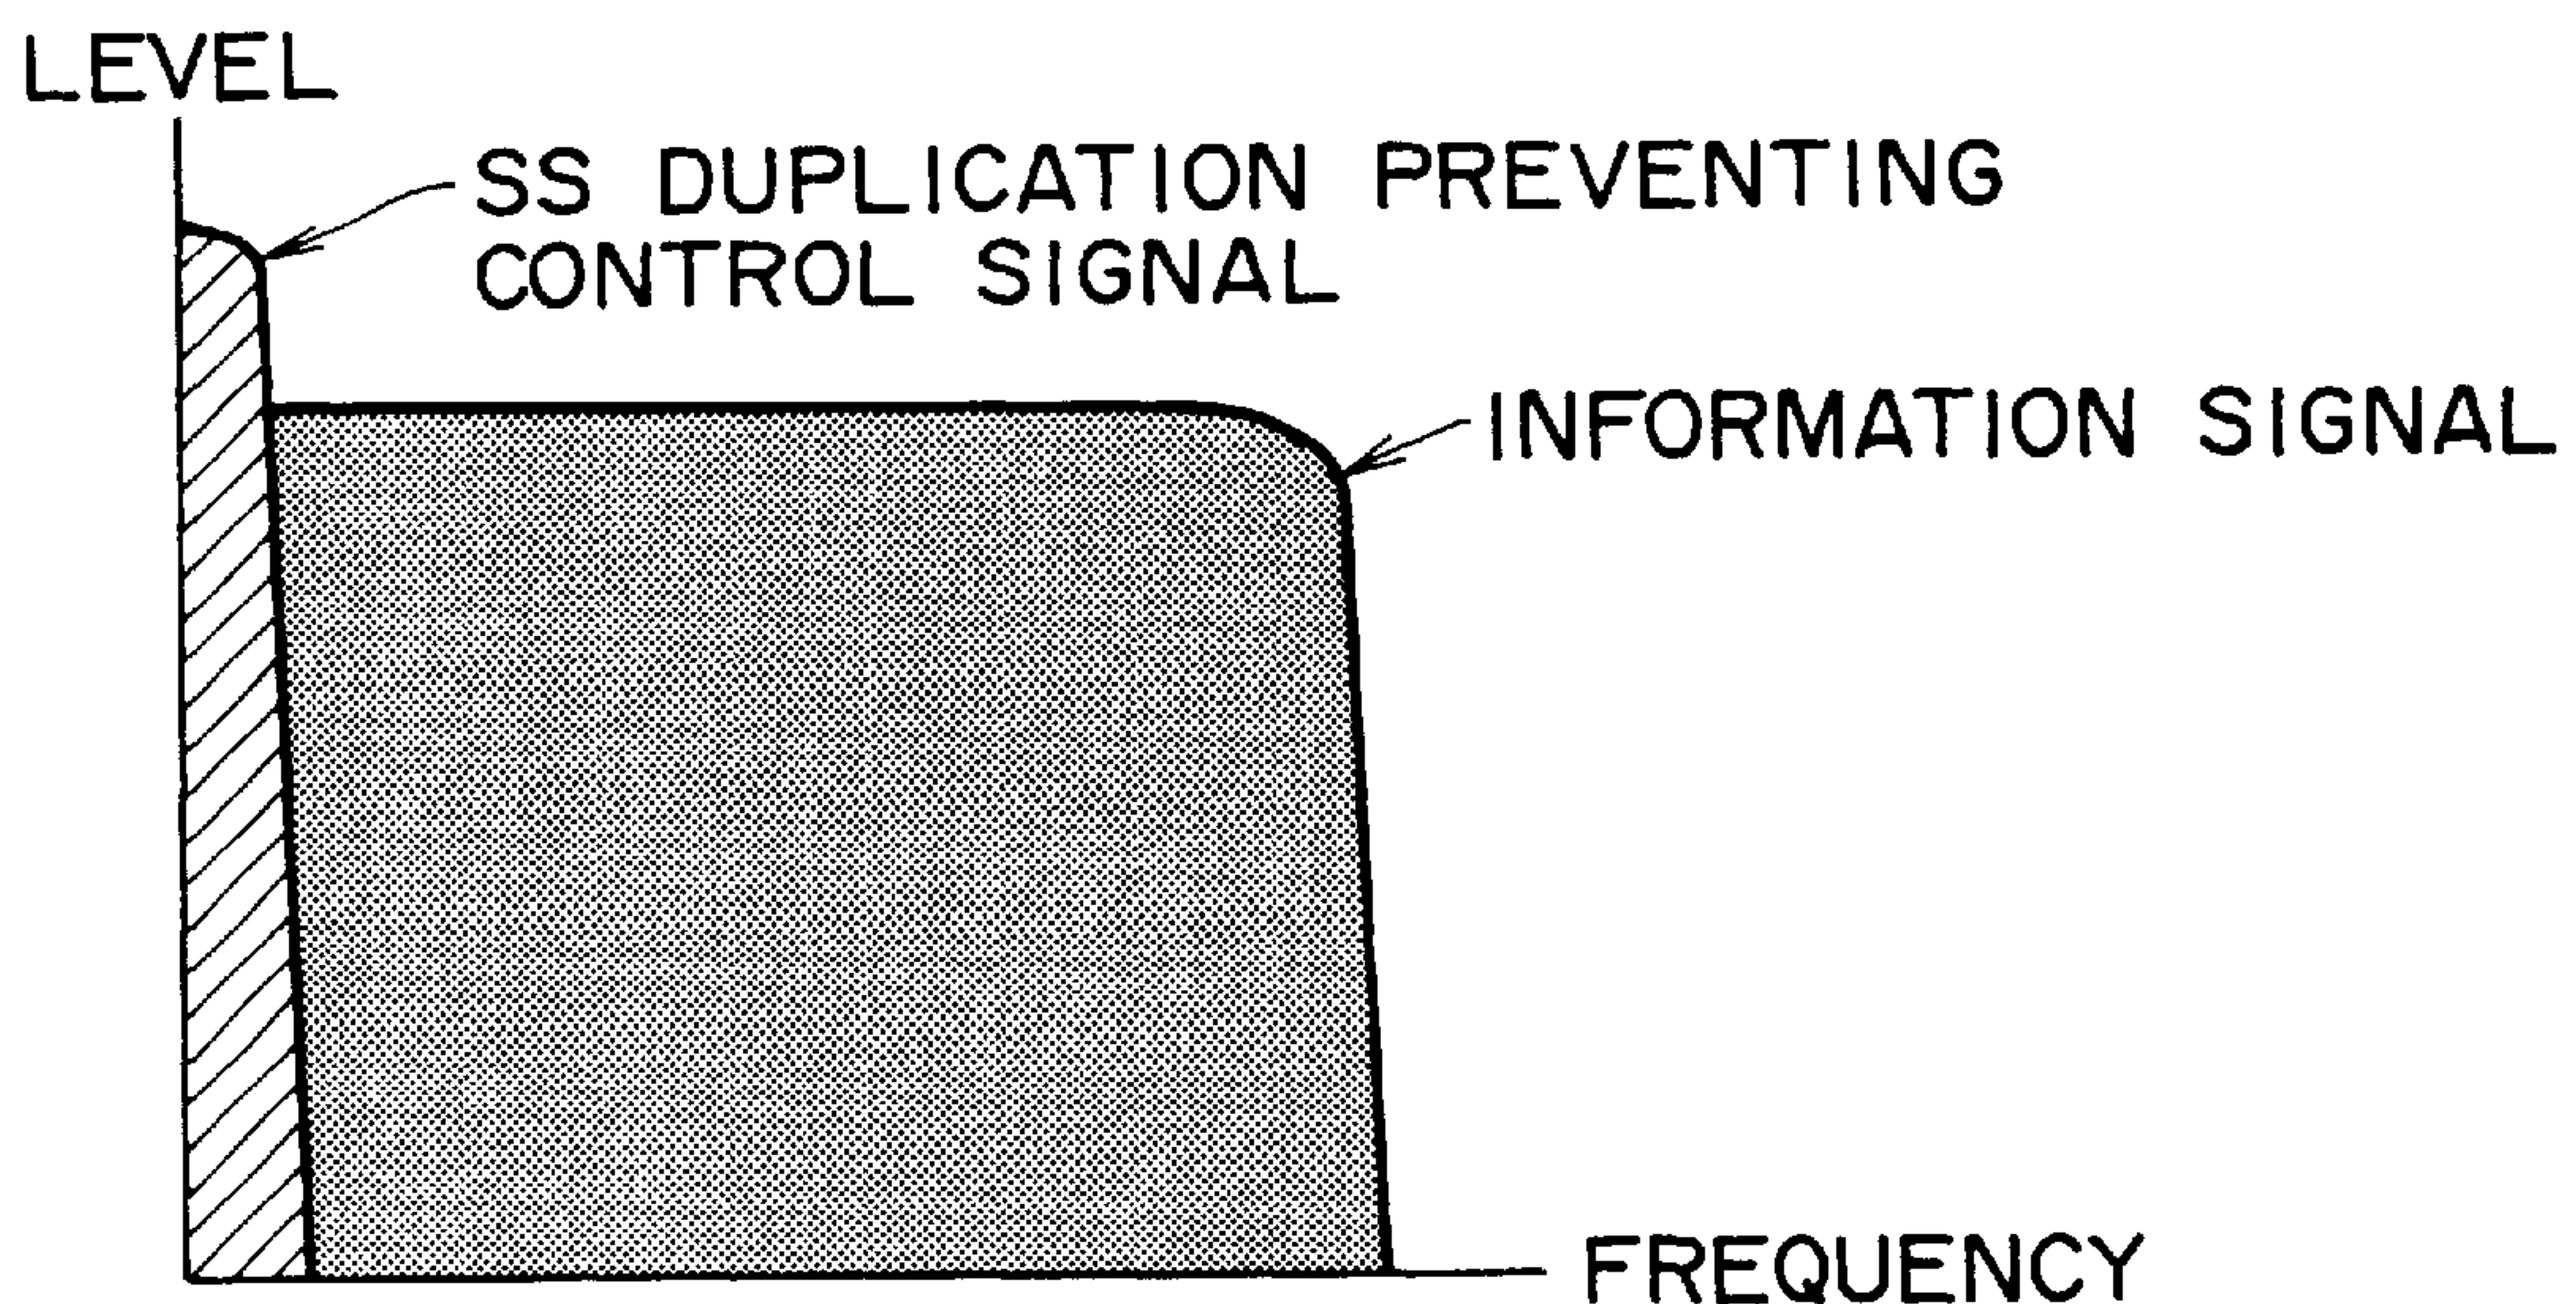 LEVEL
SS DUPLICATION PREVENTING
CONTROL SIGNAL
INFORMATION SIGNAL
FREQUENCY